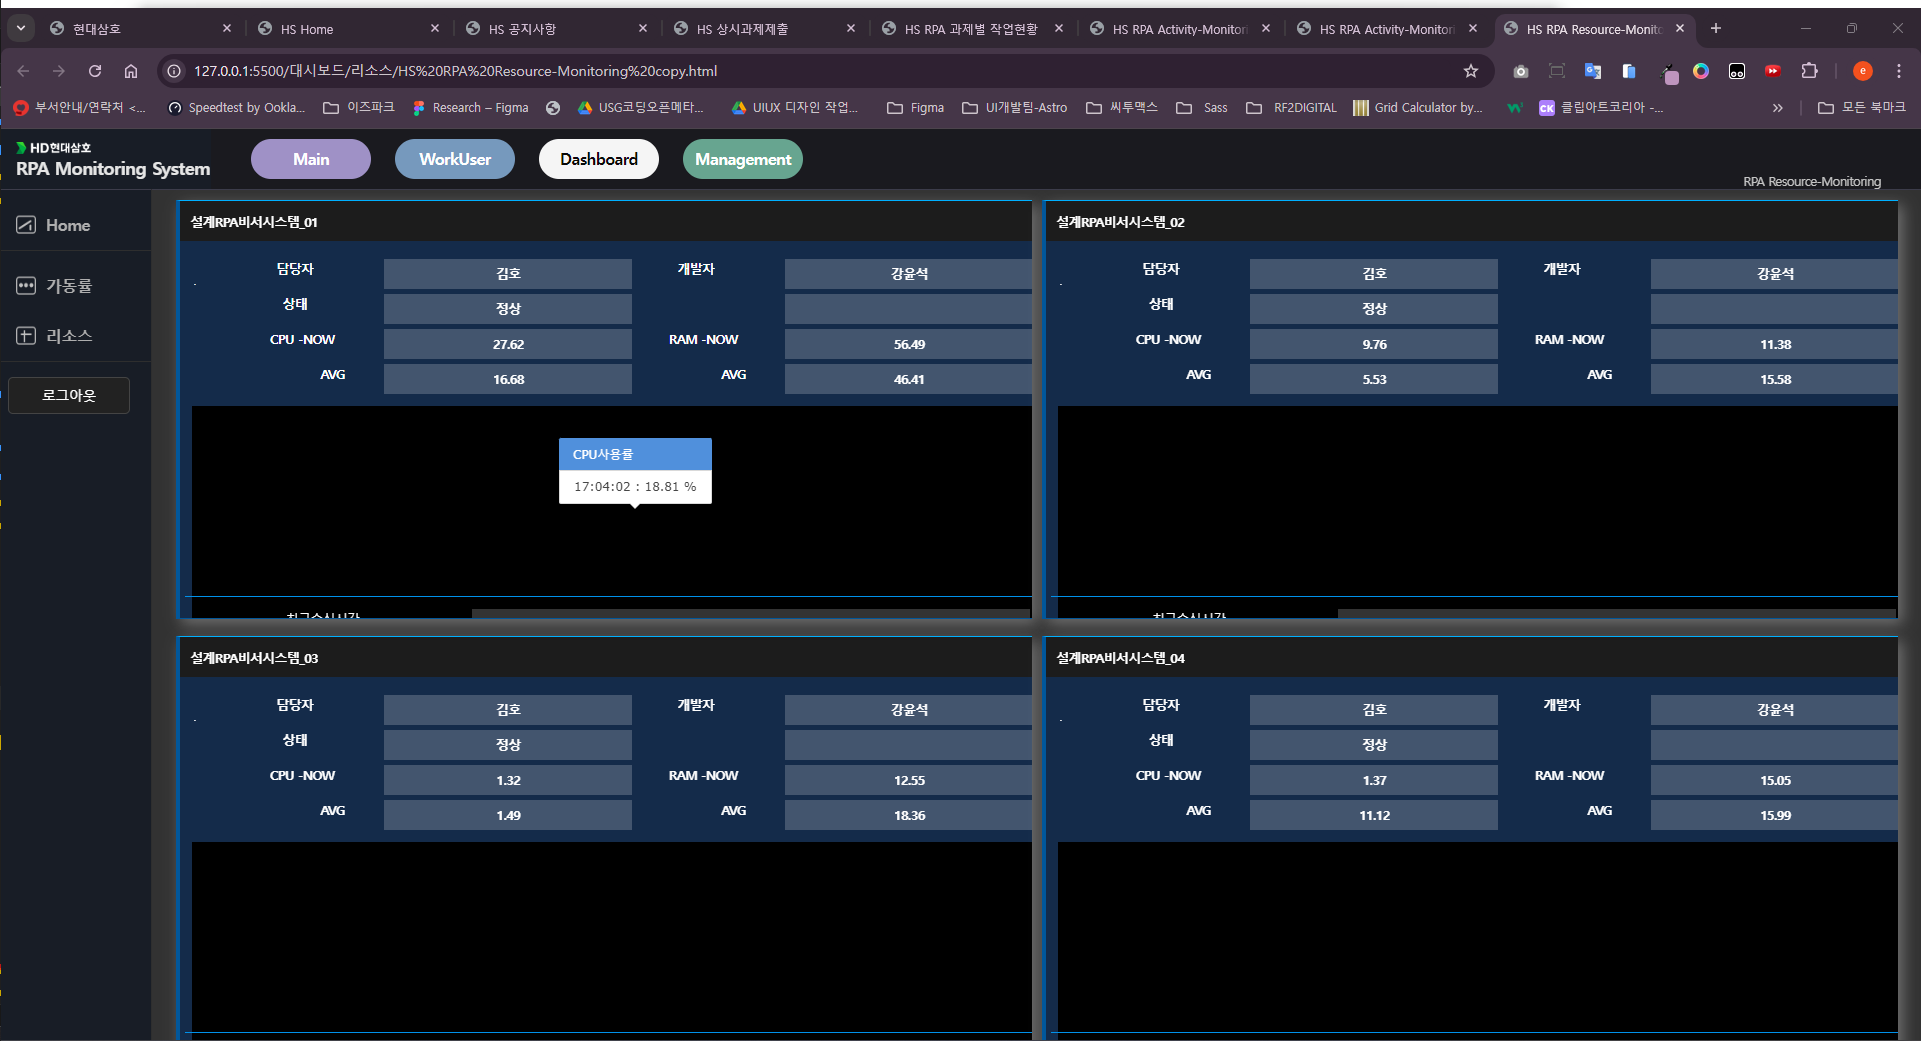 현대삼호
HS Home
HS 공지사항
HS 상시과제제출
HS RPA 과제별 작업현황
HS RPA Activity-Monitori
HS RPA Activity-Monitori
HS RPA Resource-Monito
127.0.0.1:5500/대시보드/리소스/HS%20RPA%20Resource-Monitoring%20copy.html
부서안내/연락처 <...
Speedtest by Ookla...
이즈파크
Research – Figma
USG코딩오픈메타...
UIUX 디자인 작업...
Figma
UI개발팀-Astro
씨투맥스
Sass
RF2DIGITAL
Grid Calculator by...
CK 클립아트코리아 -...
모든 북마크
HD현대삼호
RPA Monitoring System
Main
WorkUser
Dashboard
Management
RPA Resource-Monitoring
Home
가동률
리소스
로그아웃
설계RPA비서시스템_01
담당자 김호 개발자 강윤석
상태 정상
CPU -NOW 27.62 RAM -NOW 56.49
AVG 16.68 AVG 46.41
CPU사용률
17:04:02 : 18.81 %
설계RPA비서시스템_02
담당자 김호 개발자 강윤석
상태 정상
CPU -NOW 9.76 RAM -NOW 11.38
AVG 5.53 AVG 15.58
설계RPA비서시스템_03
담당자 김호 개발자 강윤석
상태 정상
CPU -NOW 1.32 RAM -NOW 12.55
AVG 1.49 AVG 18.36
설계RPA비서시스템_04
담당자 김호 개발자 강윤석
상태 정상
CPU -NOW 1.37 RAM -NOW 15.05
AVG 11.12 AVG 15.99